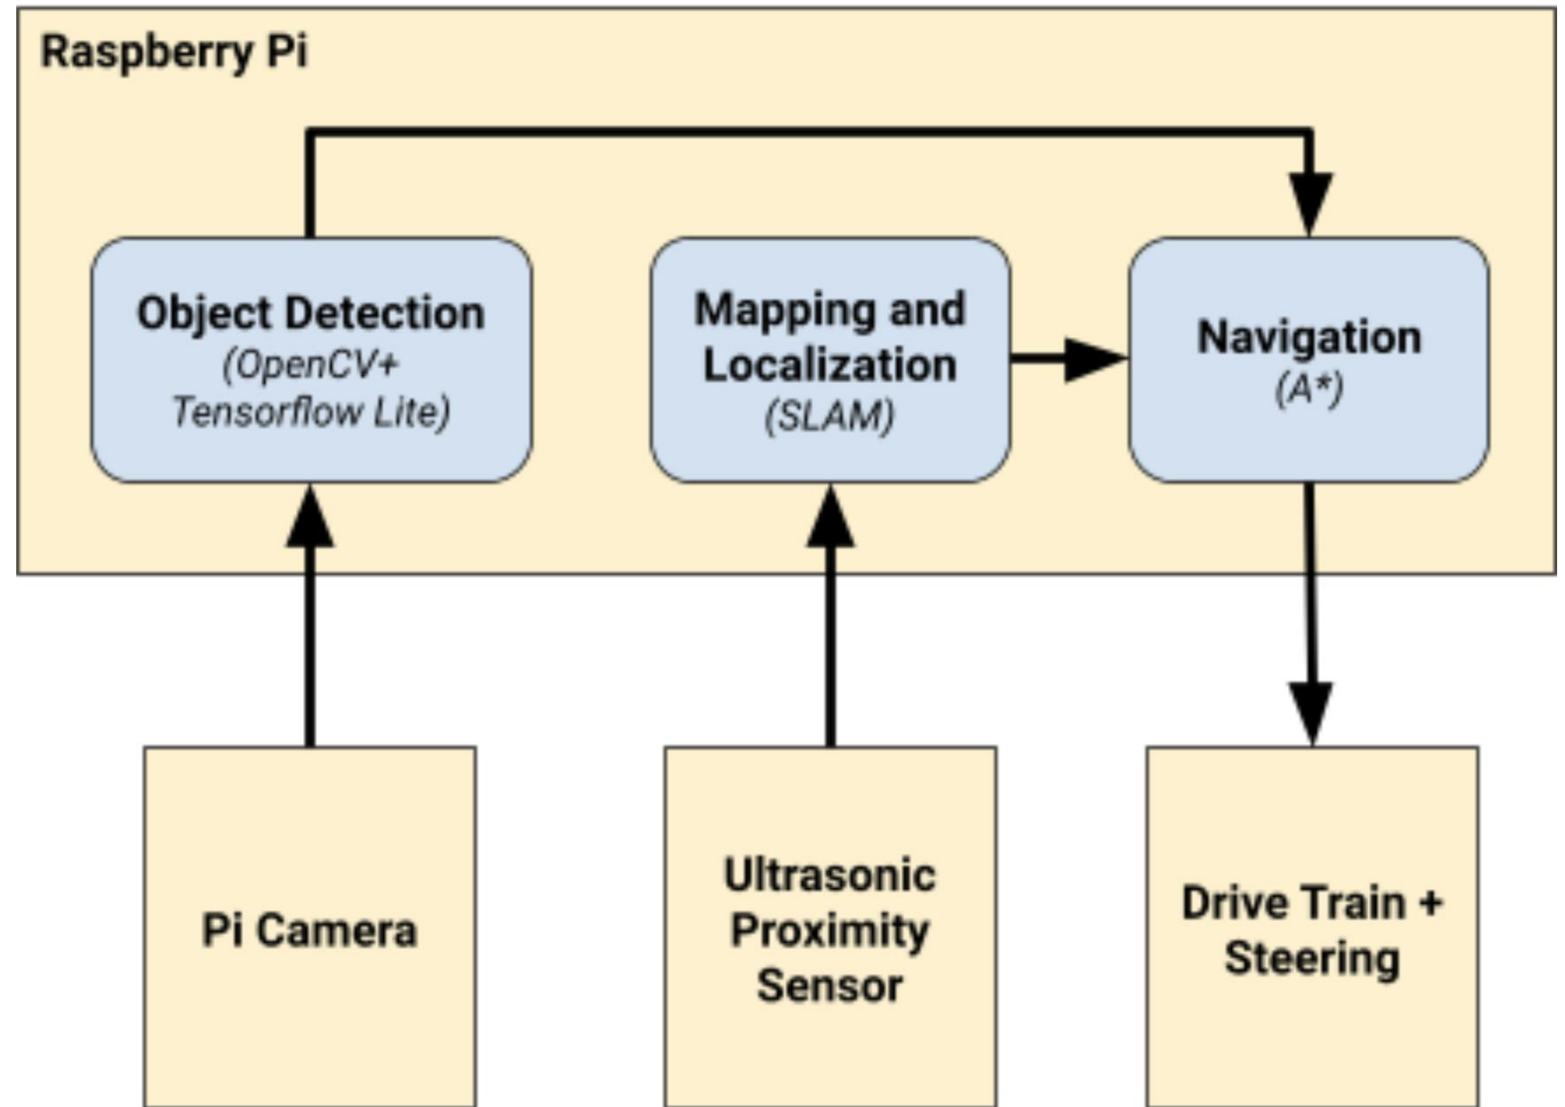 Raspberry Pi
Object Detection
(OpenCV+
Tensorflow Lite)
Mapping and
Localization
(SLAM)
Navigation
(A*)
Pi Camera
Ultrasonic
Proximity
Sensor
Drive Train +
Steering